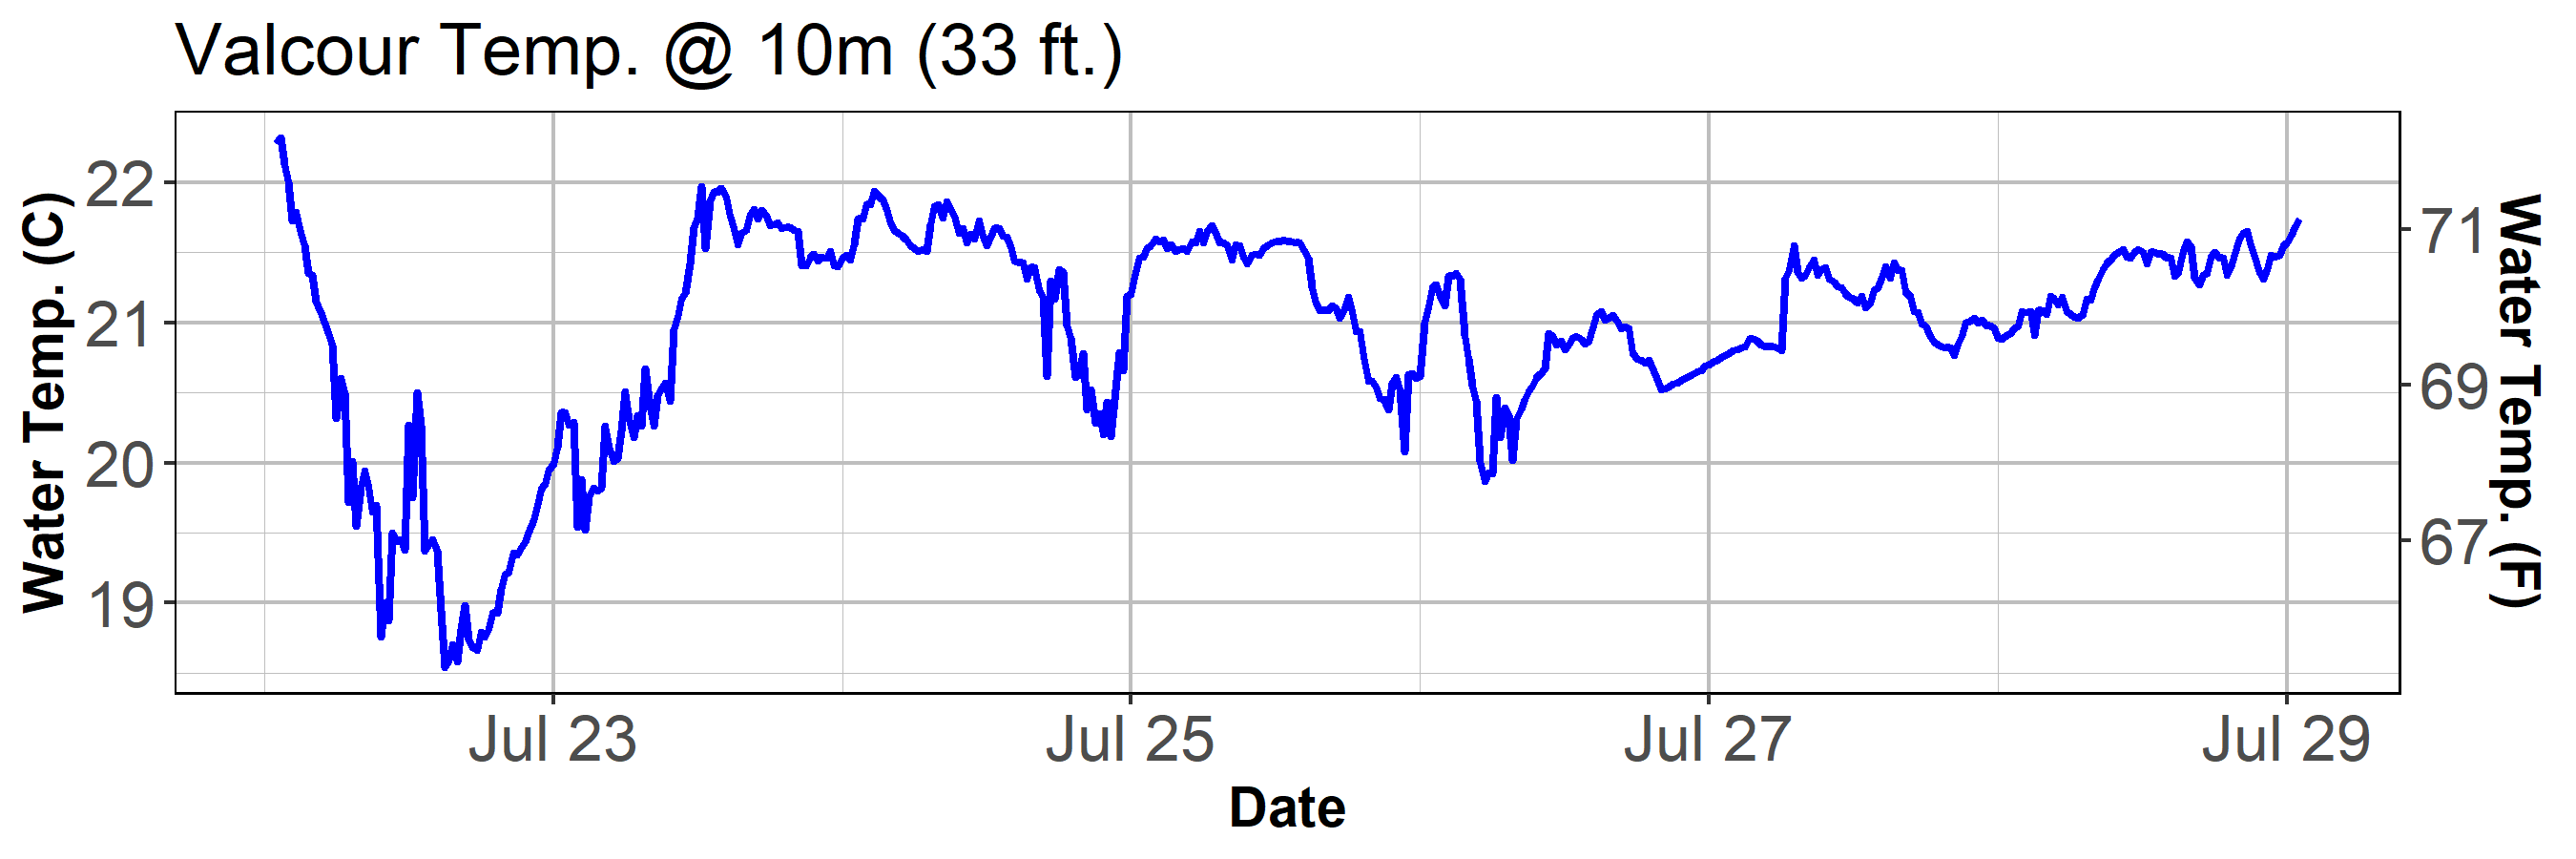 Valcour Temp. @ 10m (33 ft.)
Water Temp. (C)
22
21
20
19
71
69
67
Water Temp. (F)
Jul 23 Jul 25 Jul 27 Jul 29
Date